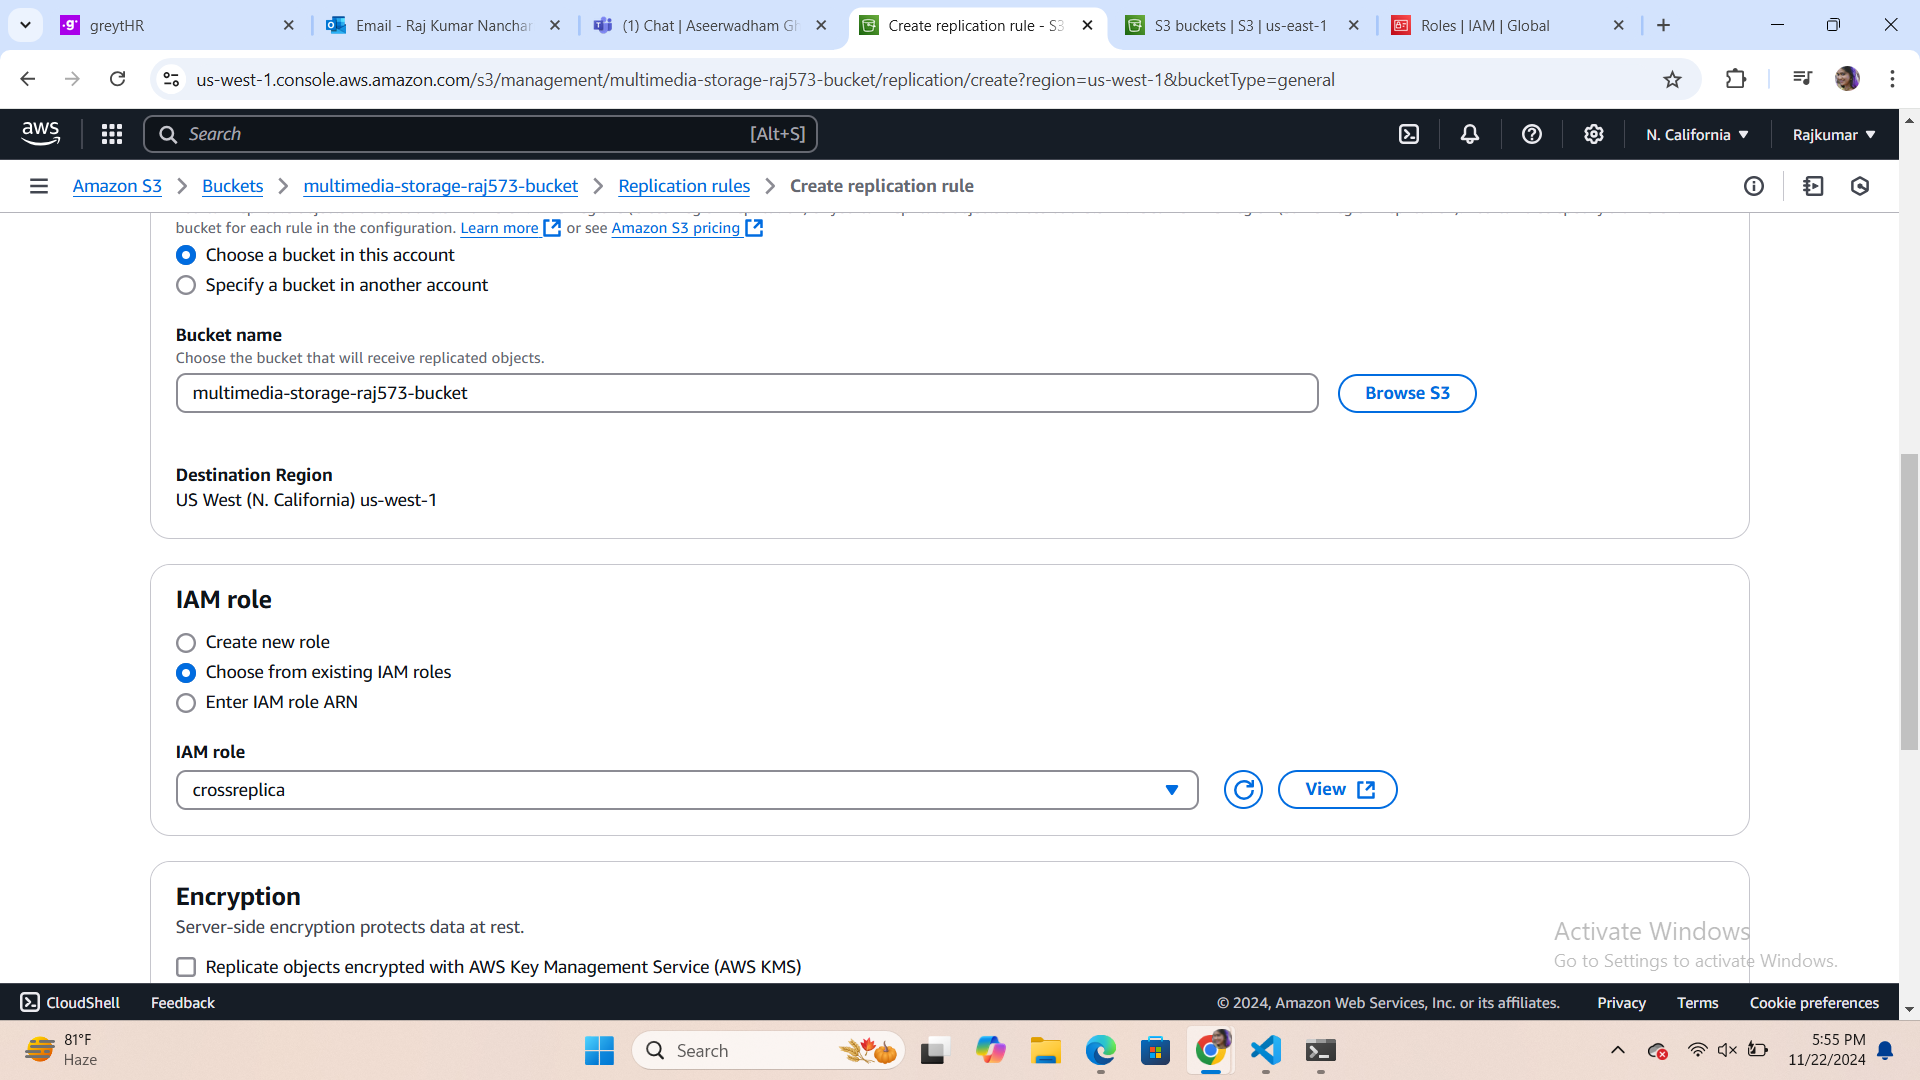 greytHR
Email - Raj Kumar Nanchar
(1) Chat | Aseerwadham Gh
Create replication rule - S3
S3 buckets | S3 | us-east-1
Roles | IAM | Global
us-west-1.console.aws.amazon.com/s3/management/multimedia-storage-raj573-bucket/replication/create?region=us-west-1&bucketType=general
aws
Search
[Alt+S]
N. California
Rajkumar
Amazon S3
Buckets
multimedia-storage-raj573-bucket
Replication rules
Create replication rule
bucket for each rule in the configuration. Learn more or see Amazon S3 pricing
Choose a bucket in this account
Specify a bucket in another account
Bucket name
Choose the bucket that will receive replicated objects.
multimedia-storage-raj573-bucket
Browse S3
Destination Region
US West (N. California) us-west-1
IAM role
Create new role
Choose from existing IAM roles
Enter IAM role ARN
IAM role
crossreplica
View
Encryption
Server-side encryption protects data at rest.
Replicate objects encrypted with AWS Key Management Service (AWS KMS)
Activate Windows
Go to Settings to activate Windows.
CloudShell
Feedback
© 2024, Amazon Web Services, Inc. or its affiliates.
Privacy
Terms
Cookie preferences
81°F
Haze
Search
5:55 PM
11/22/2024